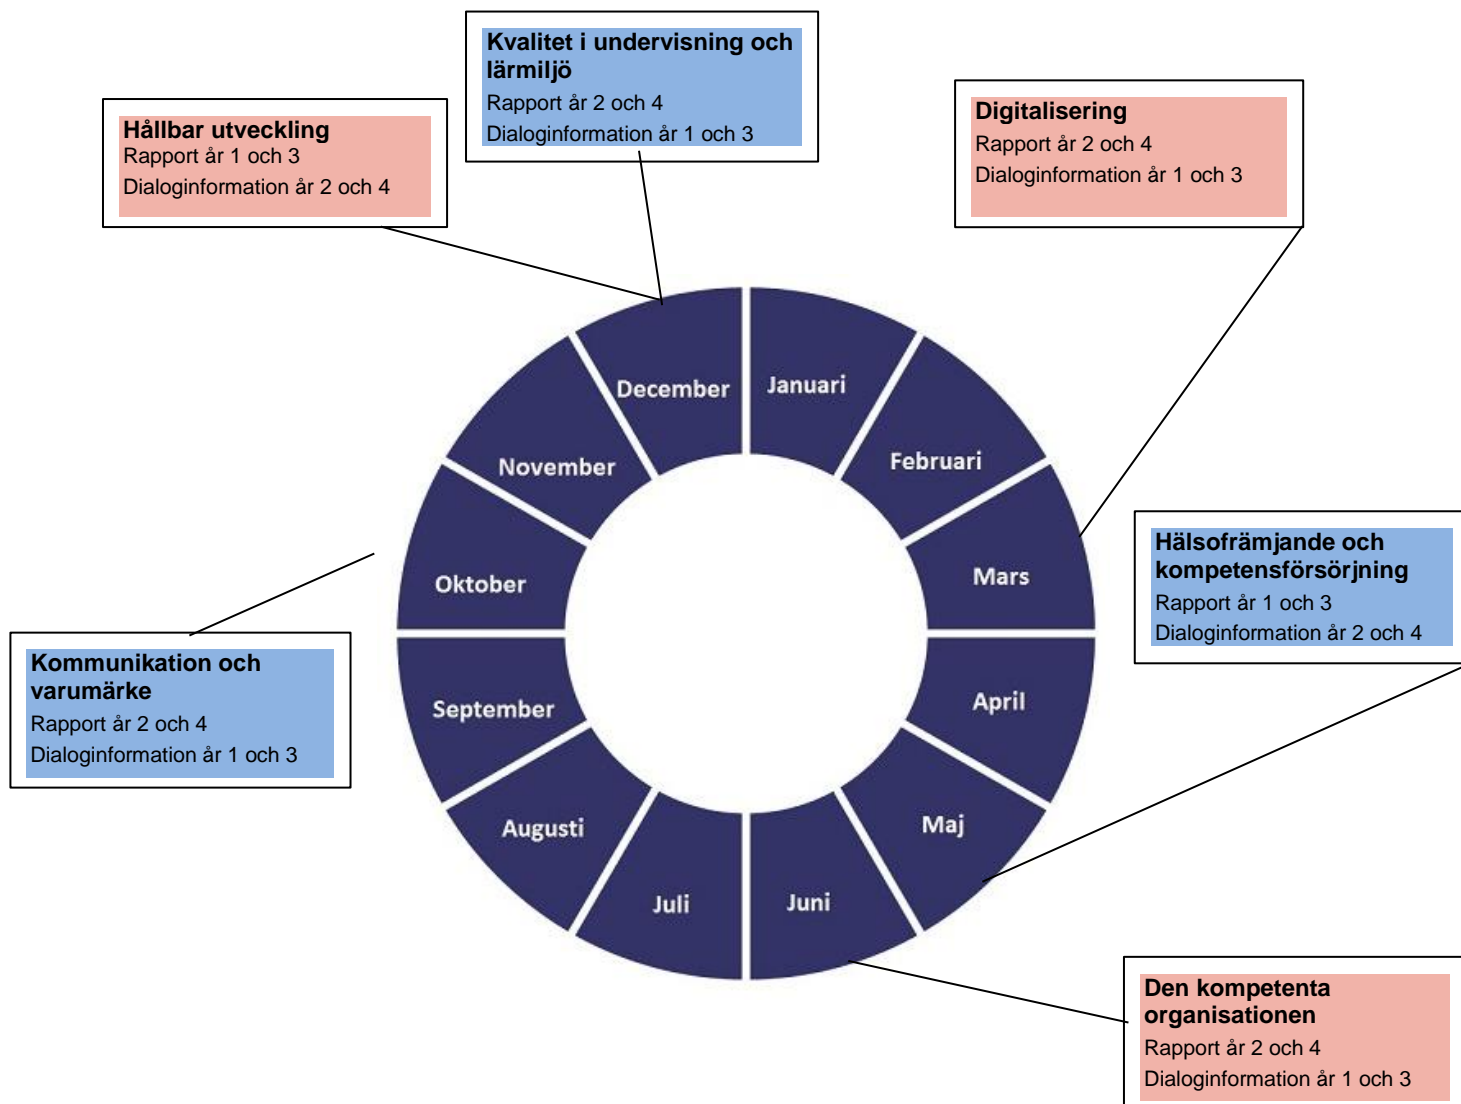 Kvalitet i undervisning och
lärmiljö
Rapport år 2 och 4
Dialoginformation år 1 och 3
Hållbar utveckling
Rapport år 1 och 3
Dialoginformation år 2 och 4
Digitalisering
Rapport år 2 och 4
Dialoginformation år 1 och 3
December
Januari
November
Februari
Oktober
Mars
September
April
Augusti
Maj
Juli
Juni
Hälsofrämjande och
kompetensförsörjning
Rapport år 1 och 3
Dialoginformation år 2 och 4
Kommunikation och
varumärke
Rapport år 2 och 4
Dialoginformation år 1 och 3
Den kompetenta
organisationen
Rapport år 2 och 4
Dialoginformation år 1 och 3